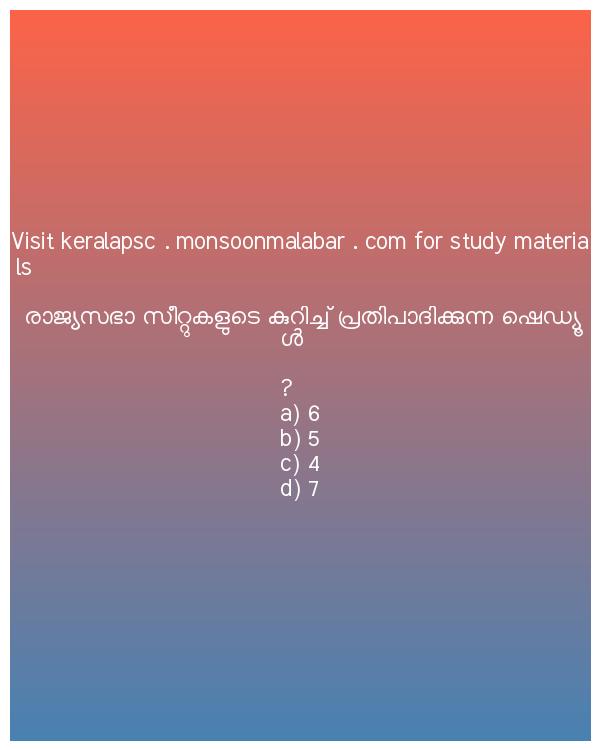 Visit keralapsc . monsoonmalabar . com for study materia
ls
രാജ്യസഭാ സീറ്റുകളുടെ കുറിച്ച് പ്രതിപാദിക്കുന്ന ഷെഡ്യൂ
ൾ
?
a) 6
b) 5
c) 4
d) 7